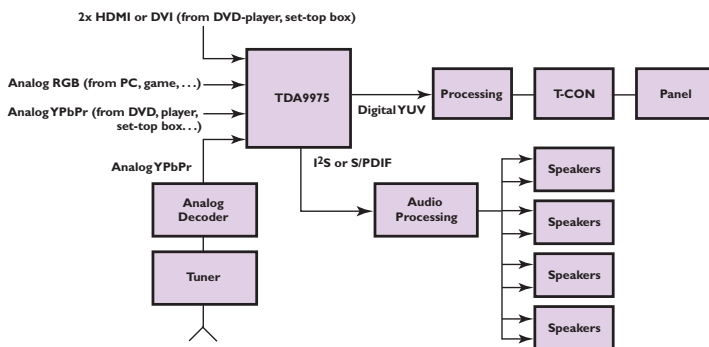 2x HDMI or DVI (from DVD-player, set-top box)
Analog RGB (from PC, game, . . .)
Analog YPbPr (from DVD, player,
set-top box. . .)
Analog YPbPr
TDA9975
Digital YUV
Processing
T-CON
Panel
I²S or S/PDIF
Analog
Decoder
Tuner
Audio
Processing
Speakers
Speakers
Speakers
Speakers